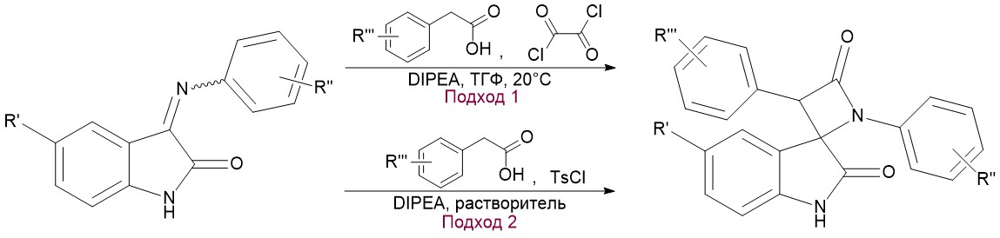 R'
N
R''
O
N
H
R'''
O
OH ,
O
Cl
Cl
O
DIPEA, ТГФ, 20°C
Подход 1
R'''
O
OH ,
TsCl
DIPEA, растворитель
Подход 2
R'''
O
N
R'
O
N
H
R''